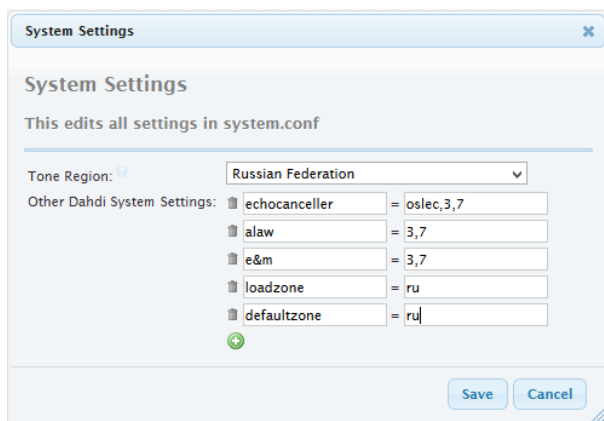 System Settings
System Settings
This edits all settings in system.conf
Tone Region: Russian Federation
Other Dahdi System Settings: echocanceller = oslec,3,7
alaw = 3,7
e&m = 3,7
loadzone = ru
defaultzone = ru
Save Cancel